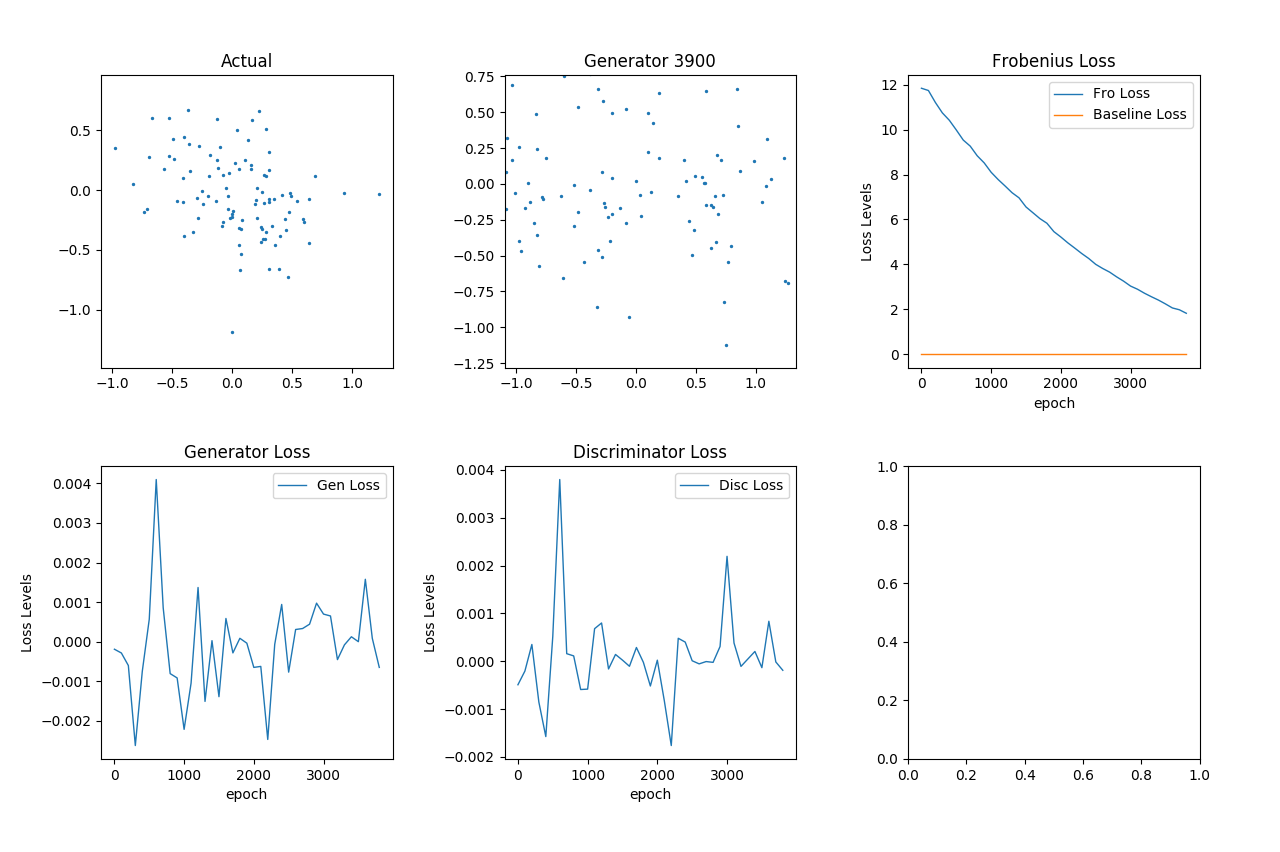 Actual
0.5
0.0
−0.5
−1.0
−1.0 −0.5 0.0 0.5 1.0
Generator 3900
0.75
0.50
0.25
0.00
−0.25
−0.50
−0.75
−1.00
−1.25
−1.0 −0.5 0.0 0.5 1.0
Frobenius Loss
Fro Loss
Baseline Loss
Loss Levels
12
10
8
6
4
2
0
0 1000 2000 3000
epoch
Generator Loss
Gen Loss
Loss Levels
0.004
0.003
0.002
0.001
0.000
−0.001
−0.002
0 1000 2000 3000
epoch
Discriminator Loss
Disc Loss
Loss Levels
0.004
0.003
0.002
0.001
0.000
−0.001
−0.002
0 1000 2000 3000
epoch
1.0
0.8
0.6
0.4
0.2
0.0
0.0 0.2 0.4 0.6 0.8 1.0